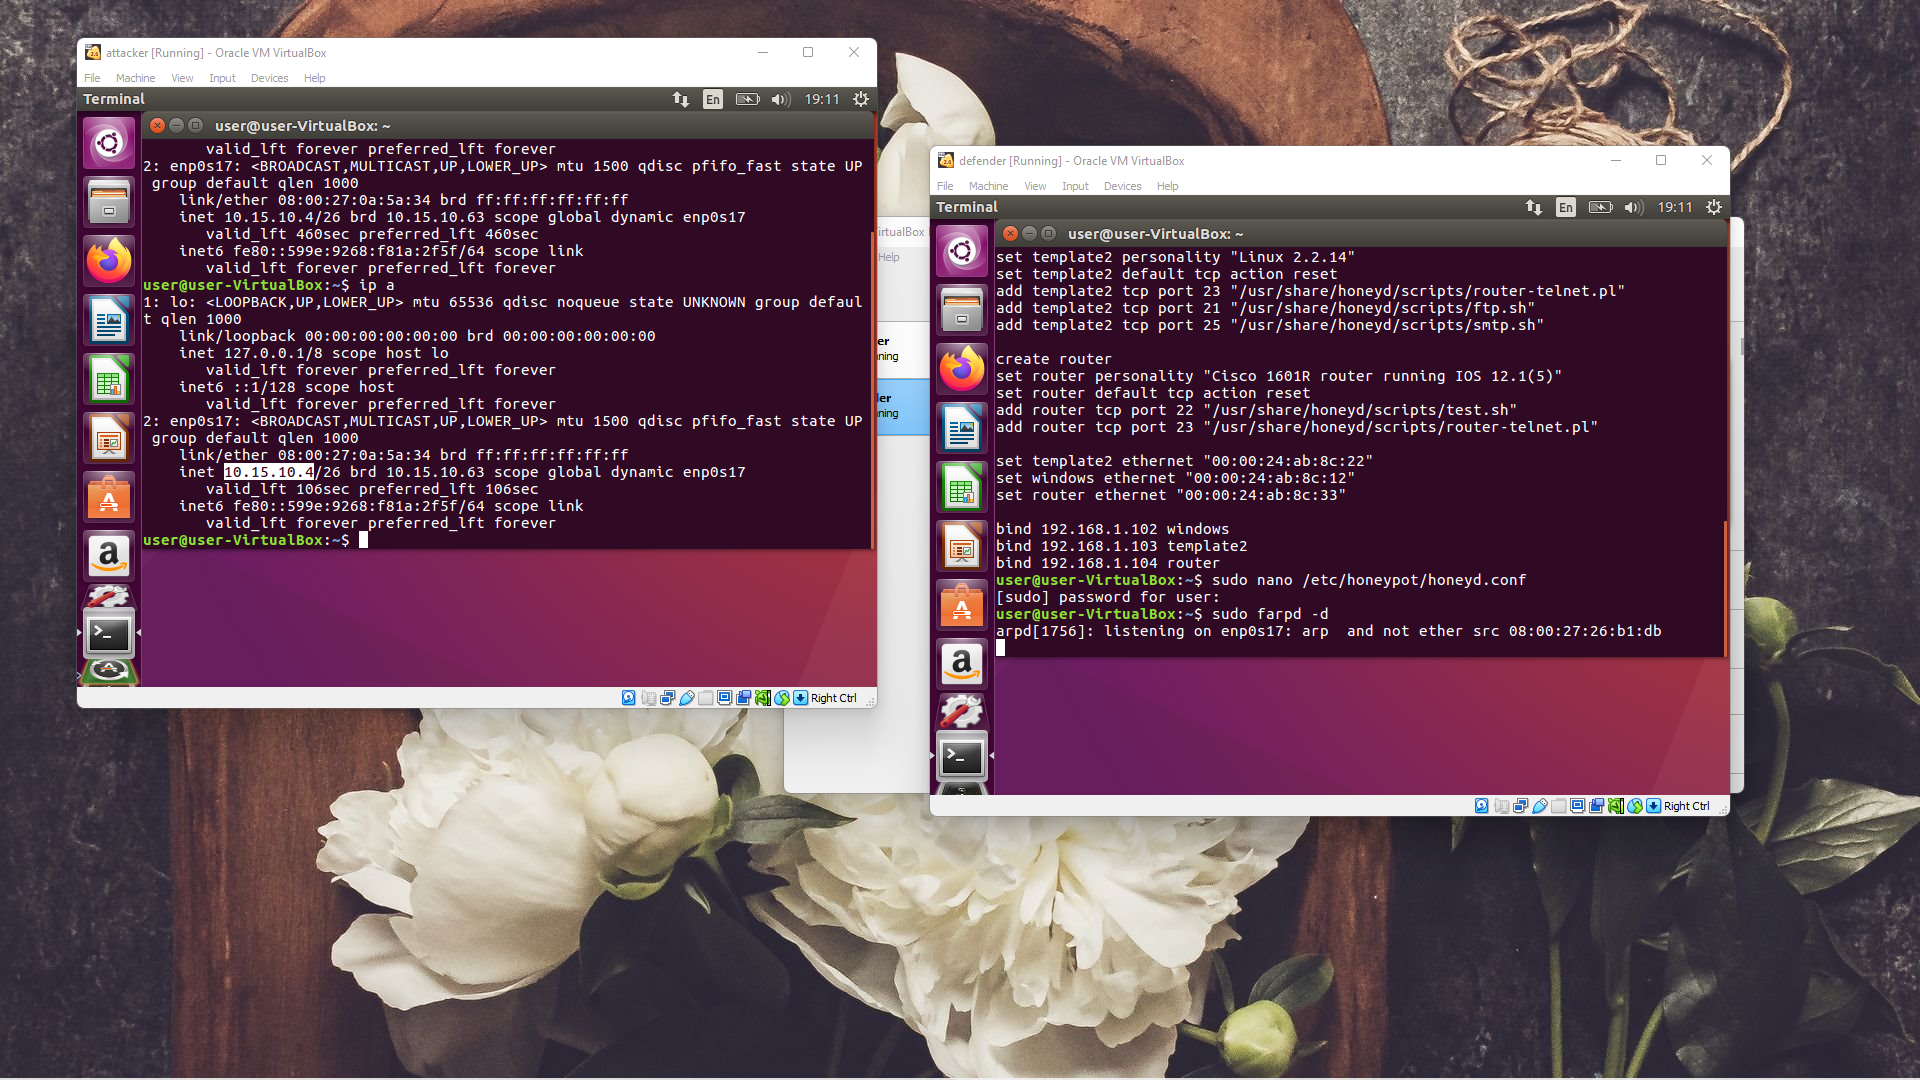 attacker [Running] - Oracle VM VirtualBox
File Machine View Input Devices Help
Terminal
En
19:11
user@user-VirtualBox: ~
valid_lft forever preferred_lft forever
2: enp0s17: <BROADCAST,MULTICAST,UP,LOWER_UP> mtu 1500 qdisc pfifo_fast state UP
group default qlen 1000
link/ether 08:00:27:0a:5a:34 brd ff:ff:ff:ff:ff:ff
inet 10.15.10.4/26 brd 10.15.10.63 scope global dynamic enp0s17
valid_lft 460sec preferred_lft 460sec
inet6 fe80::599e:9268:f81a:2f5f/64 scope link
valid_lft forever preferred_lft forever
user@user-VirtualBox:~$ ip a
1: lo: <LOOPBACK,UP,LOWER_UP> mtu 65536 qdisc noqueue state UNKNOWN group defaul
t qlen 1000
link/loopback 00:00:00:00:00:00 brd 00:00:00:00:00:00
inet 127.0.0.1/8 scope host lo
valid_lft forever preferred_lft forever
inet6 ::1/128 scope host
valid_lft forever preferred_lft forever
2: enp0s17: <BROADCAST,MULTICAST,UP,LOWER_UP> mtu 1500 qdisc pfifo_fast state UP
group default qlen 1000
link/ether 08:00:27:0a:5a:34 brd ff:ff:ff:ff:ff:ff
inet 10.15.10.4/26 brd 10.15.10.63 scope global dynamic enp0s17
valid_lft 106sec preferred_lft 106sec
inet6 fe80::599e:9268:f81a:2f5f/64 scope link
valid_lft forever preferred_lft forever
user@user-VirtualBox:~$
Right Ctrl
irtualBox
Help
er
nning
ler
nning
defender [Running] - Oracle VM VirtualBox
File Machine View Input Devices Help
Terminal
En
19:11
user@user-VirtualBox: ~
set template2 personality "Linux 2.2.14"
set template2 default tcp action reset
add template2 tcp port 23 "/usr/share/honeyd/scripts/router-telnet.pl"
add template2 tcp port 21 "/usr/share/honeyd/scripts/ftp.sh"
add template2 tcp port 25 "/usr/share/honeyd/scripts/smtp.sh"
create router
set router personality "Cisco 1601R router running IOS 12.1(5)"
set router default tcp action reset
add router tcp port 22 "/usr/share/honeyd/scripts/test.sh"
add router tcp port 23 "/usr/share/honeyd/scripts/router-telnet.pl"
set template2 ethernet "00:00:24:ab:8c:22"
set windows ethernet "00:00:24:ab:8c:12"
set router ethernet "00:00:24:ab:8c:33"
bind 192.168.1.102 windows
bind 192.168.1.103 template2
bind 192.168.1.104 router
user@user-VirtualBox:~$ sudo nano /etc/honeypot/honeyd.conf
[sudo] password for user:
user@user-VirtualBox:~$ sudo farpd -d
arpd[1756]: listening on enp0s17: arp  and not ether src 08:00:27:26:b1:db
Right Ctrl